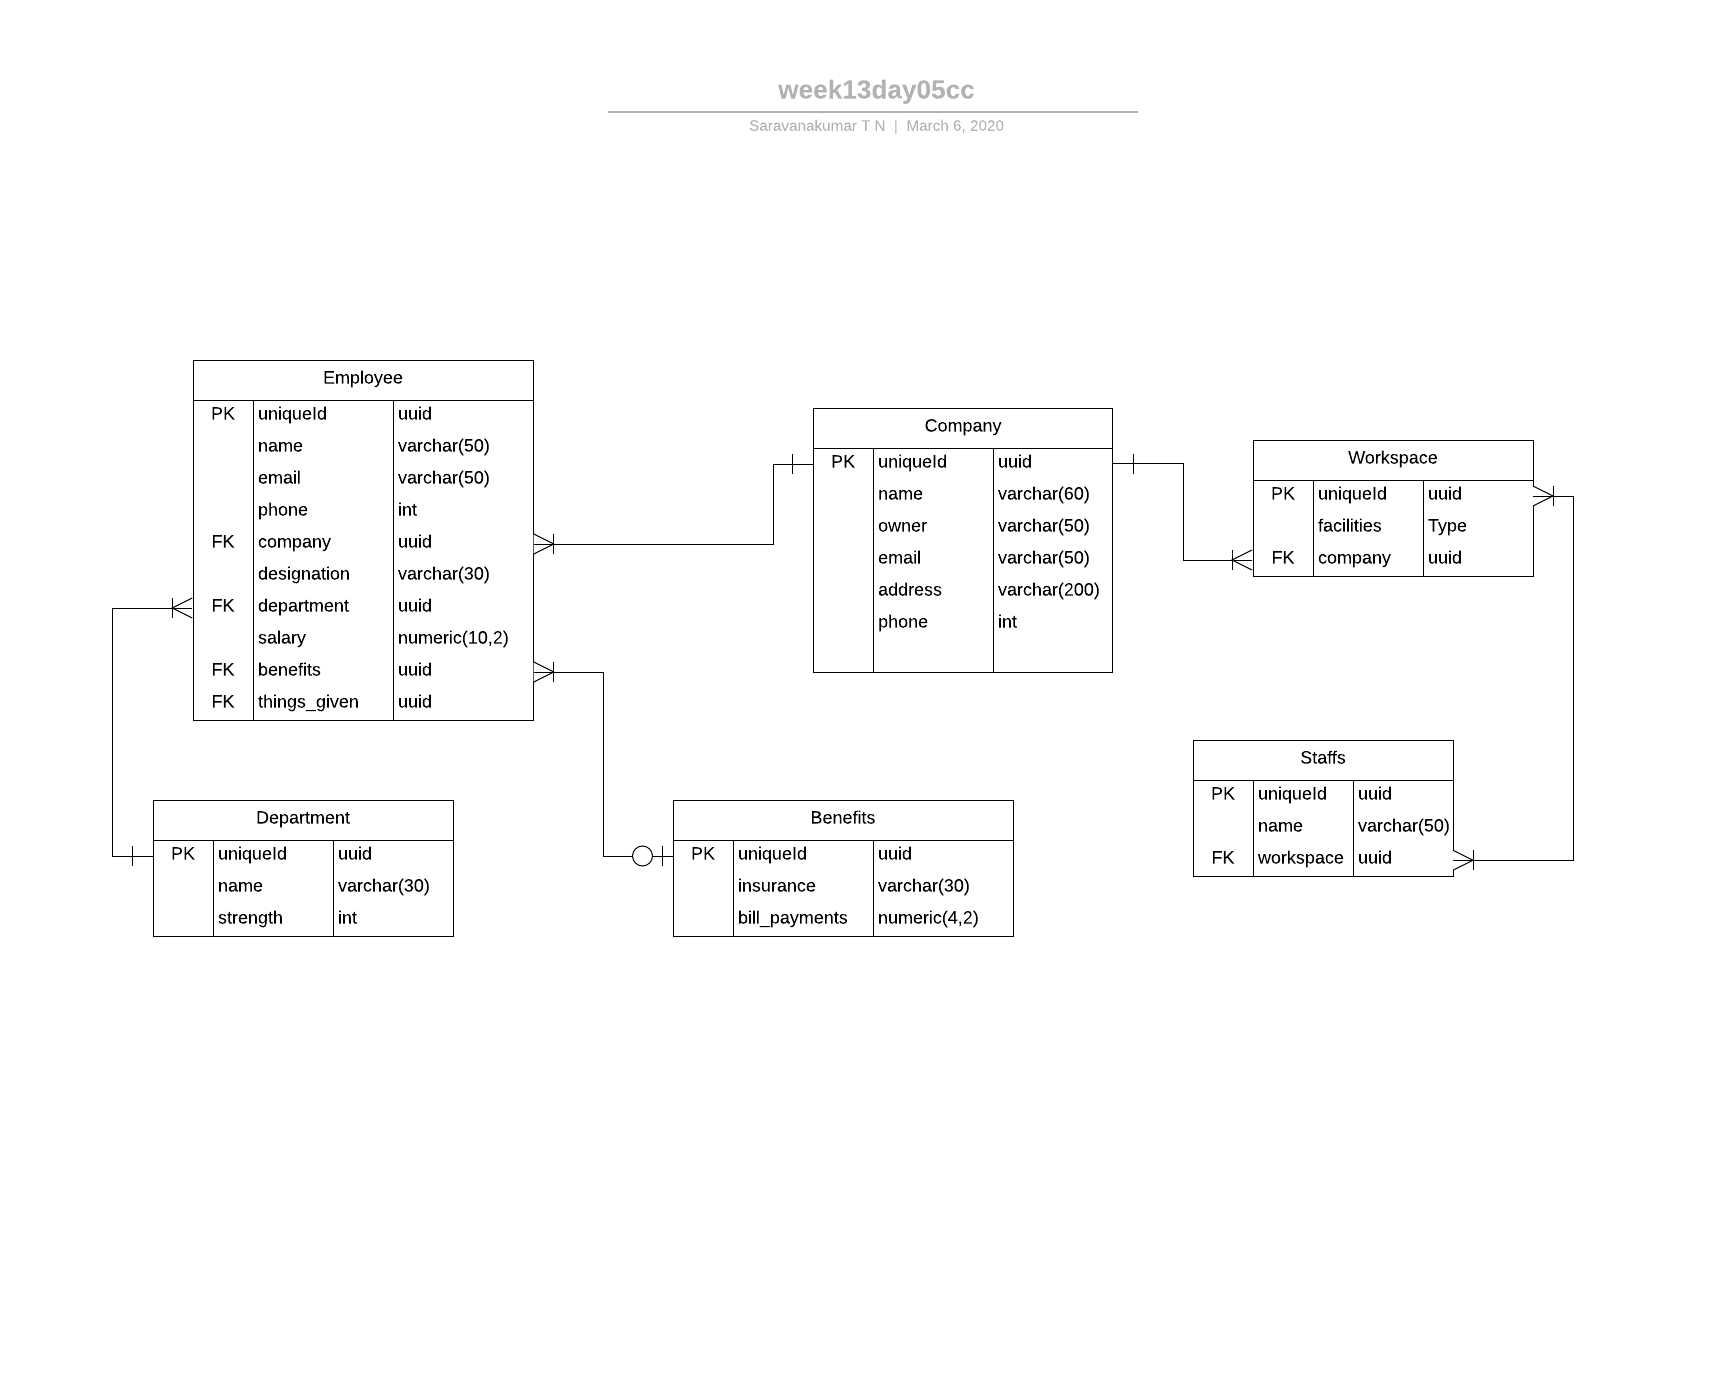 week13day05cc
Saravanakumar T N | March 6, 2020
Employee
PK uniqueId uuid
name varchar(50)
email varchar(50)
phone int
FK company uuid
designation varchar(30)
FK department uuid
salary numeric(10,2)
FK benefits uuid
FK things_given uuid
Company
PK uniqueId uuid
name varchar(60)
owner varchar(50)
email varchar(50)
address varchar(200)
phone int
Workspace
PK uniqueId uuid
facilities Type
FK company uuid
Staffs
PK uniqueId uuid
name varchar(50)
FK workspace uuid
Department
PK uniqueId uuid
name varchar(30)
strength int
Benefits
PK uniqueId uuid
insurance varchar(30)
bill_payments numeric(4,2)